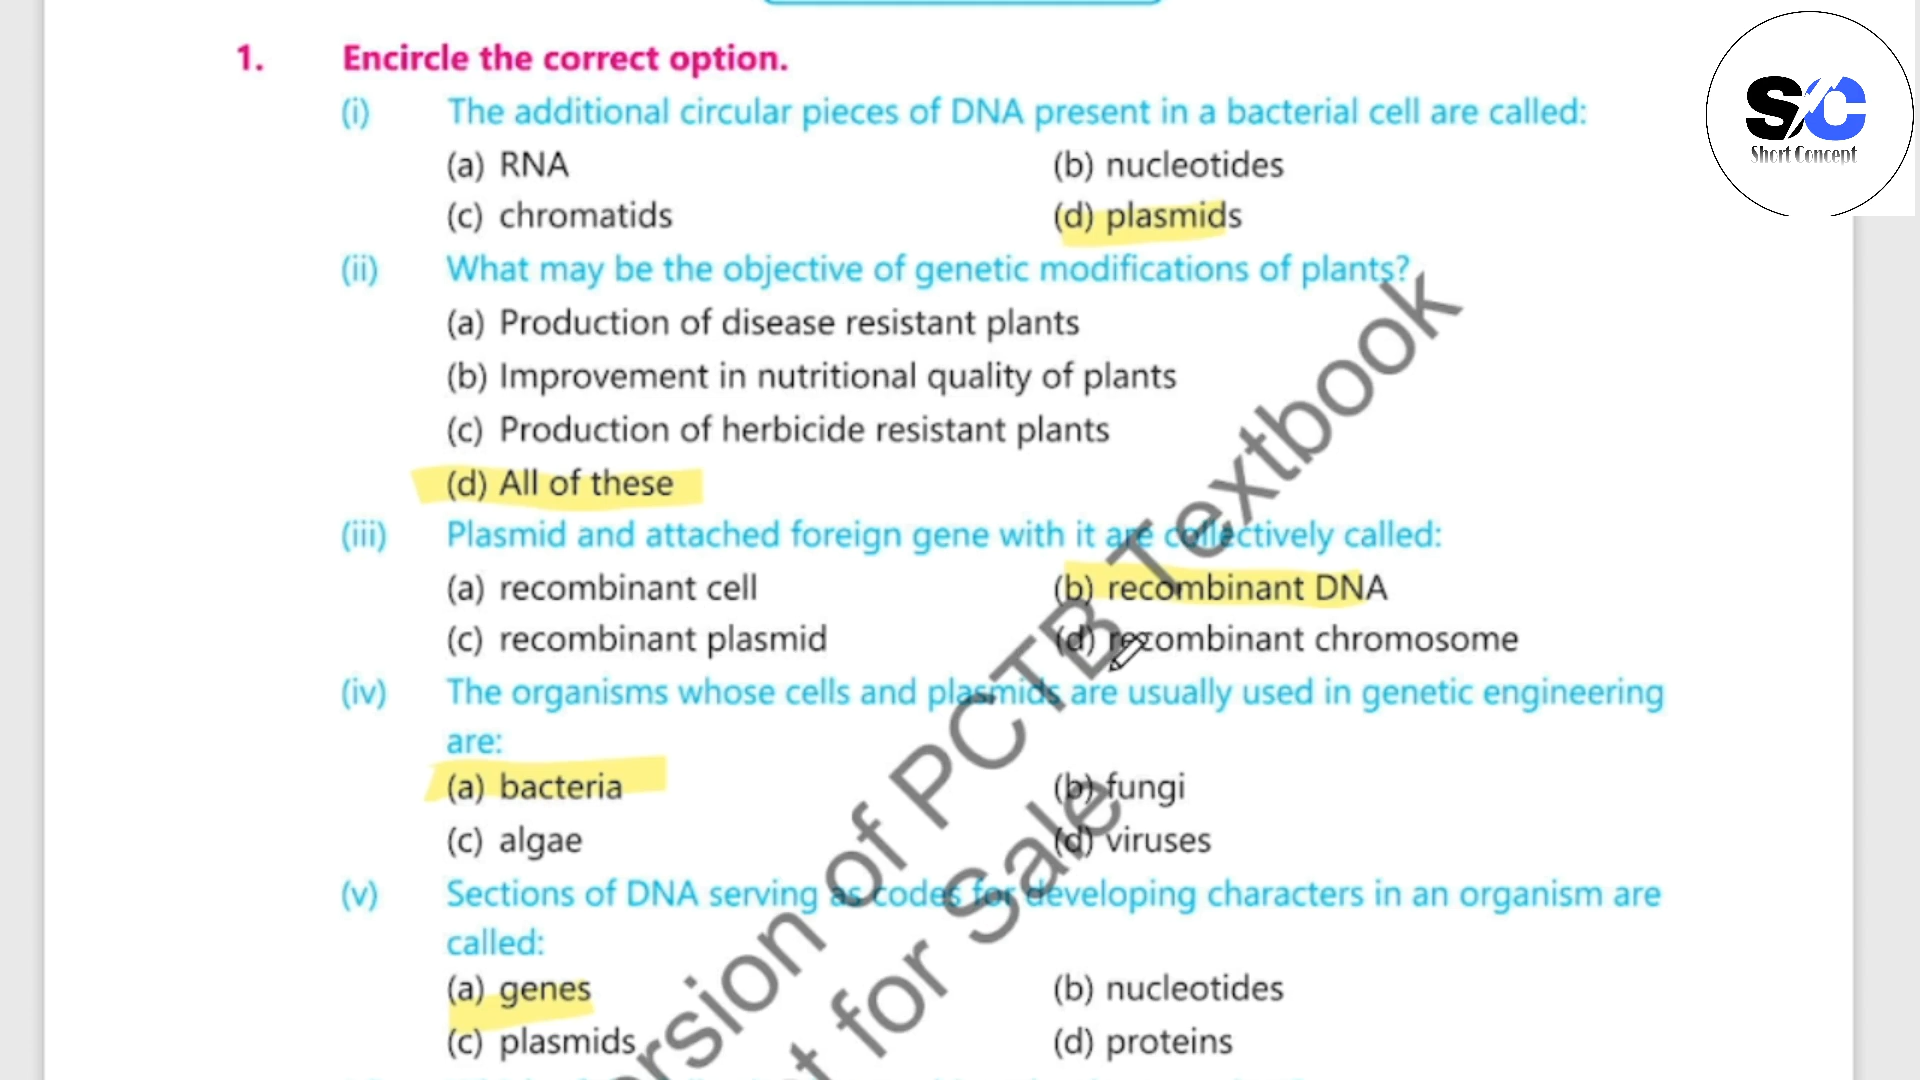 1. Encircle the correct option.
(i) The additional circular pieces of DNA present in a bacterial cell are called:
(a) RNA (b) nucleotides
(c) chromatids (d) plasmids
(ii) What may be the objective of genetic modifications of plants?
(a) Production of disease resistant plants
(b) Improvement in nutritional quality of plants
(c) Production of herbicide resistant plants
(d) All of these
(iii) Plasmid and attached foreign gene with it are collectively called:
(a) recombinant cell (b) recombinant DNA
(c) recombinant plasmid (d) recombinant chromosome
(iv) The organisms whose cells and plasmids are usually used in genetic engineering
are:
(a) bacteria (b) fungi
(c) algae (d) viruses
(v) Sections of DNA serving as codes for developing characters in an organism are
called:
(a) genes (b) nucleotides
(c) plasmids (d) proteins
of PCTB Textbook
for Sale
SC
Short Concept